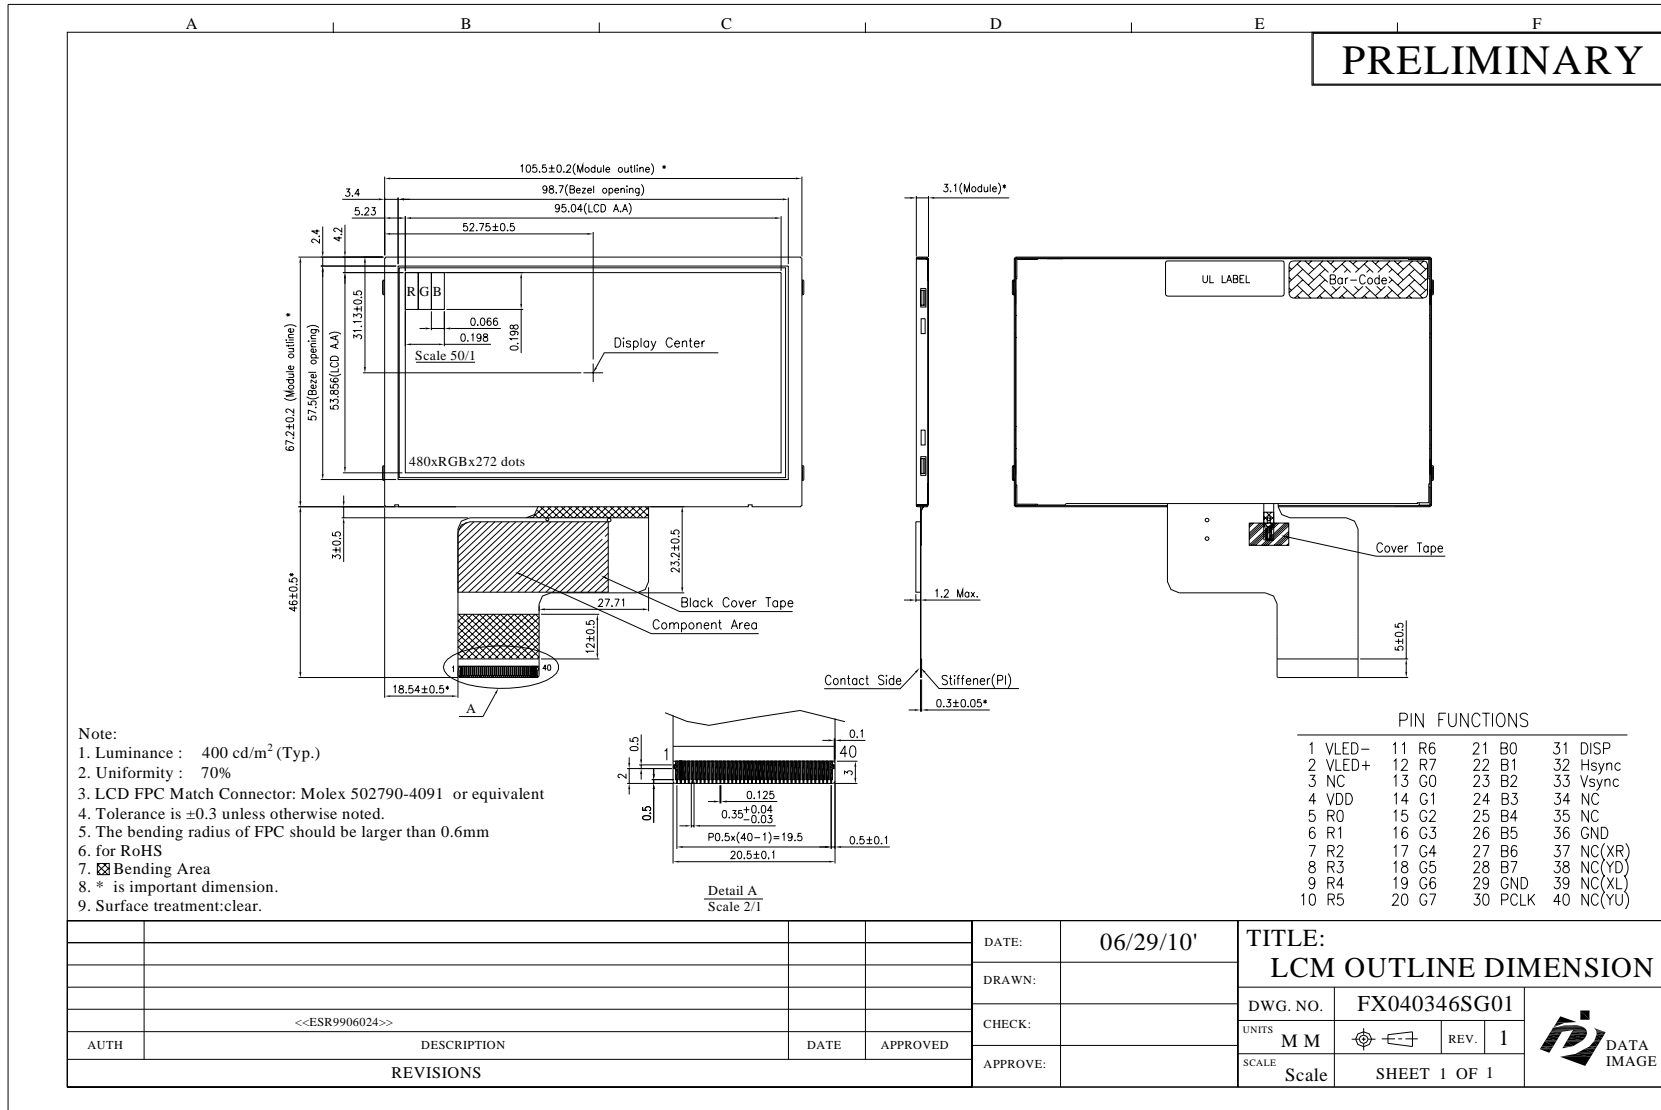 A B C D E F
PRELIMINARY
105.5±0.2(Module outline) *
98.7(Bezel opening)
3.4
95.04(LCD A.A)
5.23
52.75±0.5
2.4
4.2
67.2±0.2 (Module outline) *
57.5(Bezel opening)
53.856(LCD A.A)
31.13±0.5
R G B
0.066
0.198
0.198
Scale 50/1
Display Center
480xRGBx272 dots
3±0.5
46±0.5*
23.2±0.5
27.71
12±0.5
Black Cover Tape
Component Area
1
40
18.54±0.5*
A
3.1(Module)*
1.2 Max.
Contact Side
Stiffener(PI)
0.3±0.05*
UL LABEL
Bar-Code
Cover Tape
5±0.5
0.5
1
0.1
40
2
3
0.5
0.125
0.35+0.04-0.03
P0.5x(40-1)=19.5
0.5±0.1
20.5±0.1
Detail A
Scale 2/1
Note:
1. Luminance : 400 cd/m² (Typ.)
2. Uniformity : 70%
3. LCD FPC Match Connector: Molex 502790-4091 or equivalent
4. Tolerance is ±0.3 unless otherwise noted.
5. The bending radius of FPC should be larger than 0.6mm
6. for RoHS
7. Bending Area
8. * is important dimension.
9. Surface treatment:clear.
PIN FUNCTIONS
1 VLED- 11 R6 21 B0 31 DISP
2 VLED+ 12 R7 22 B1 32 Hsync
3 NC 13 G0 23 B2 33 Vsync
4 VDD 14 G1 24 B3 34 NC
5 R0 15 G2 25 B4 35 NC
6 R1 16 G3 26 B5 36 GND
7 R2 17 G4 27 B6 37 NC(XR)
8 R3 18 G5 28 B7 38 NC(YD)
9 R4 19 G6 29 GND 39 NC(XL)
10 R5 20 G7 30 PCLK 40 NC(YU)
<<ESR9906024>>
AUTH DESCRIPTION DATE APPROVED
REVISIONS
DATE: 06/29/10'
DRAWN:
CHECK:
APPROVE:
TITLE:
LCM OUTLINE DIMENSION
DWG. NO. FX040346SG01
UNITS MM REV. 1
SCALE Scale SHEET 1 OF 1
DATA
IMAGE